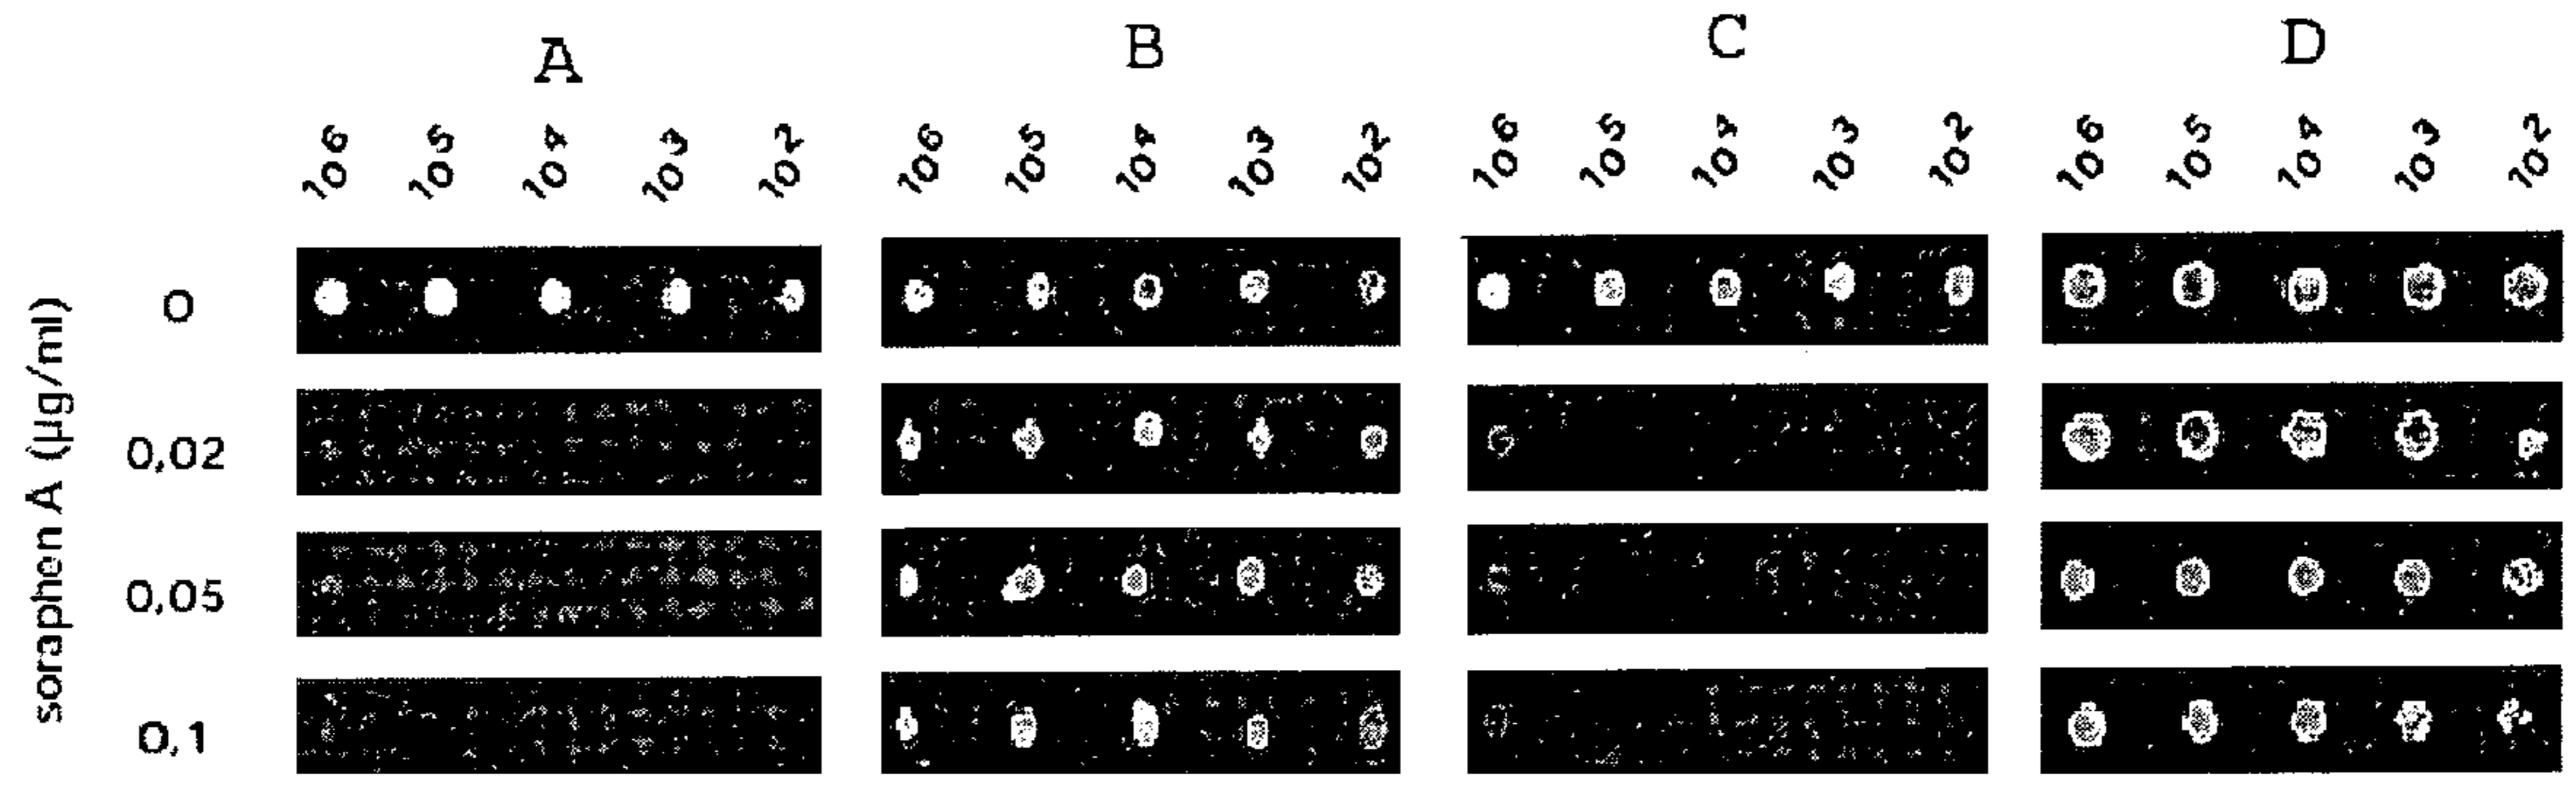 A B C D
10⁶ 10⁵ 10⁴ 10³ 10² 10⁶ 10⁵ 10⁴ 10³ 10² 10⁶ 10⁵ 10⁴ 10³ 10² 10⁶ 10⁵ 10⁴ 10³ 10²
soraphen A (µg/ml)
0
0,02
0,05
0,1